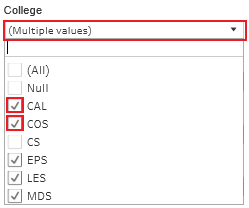 College
(Multiple values)
(All)
Null
CAL
COS
CS
EPS
LES
MDS